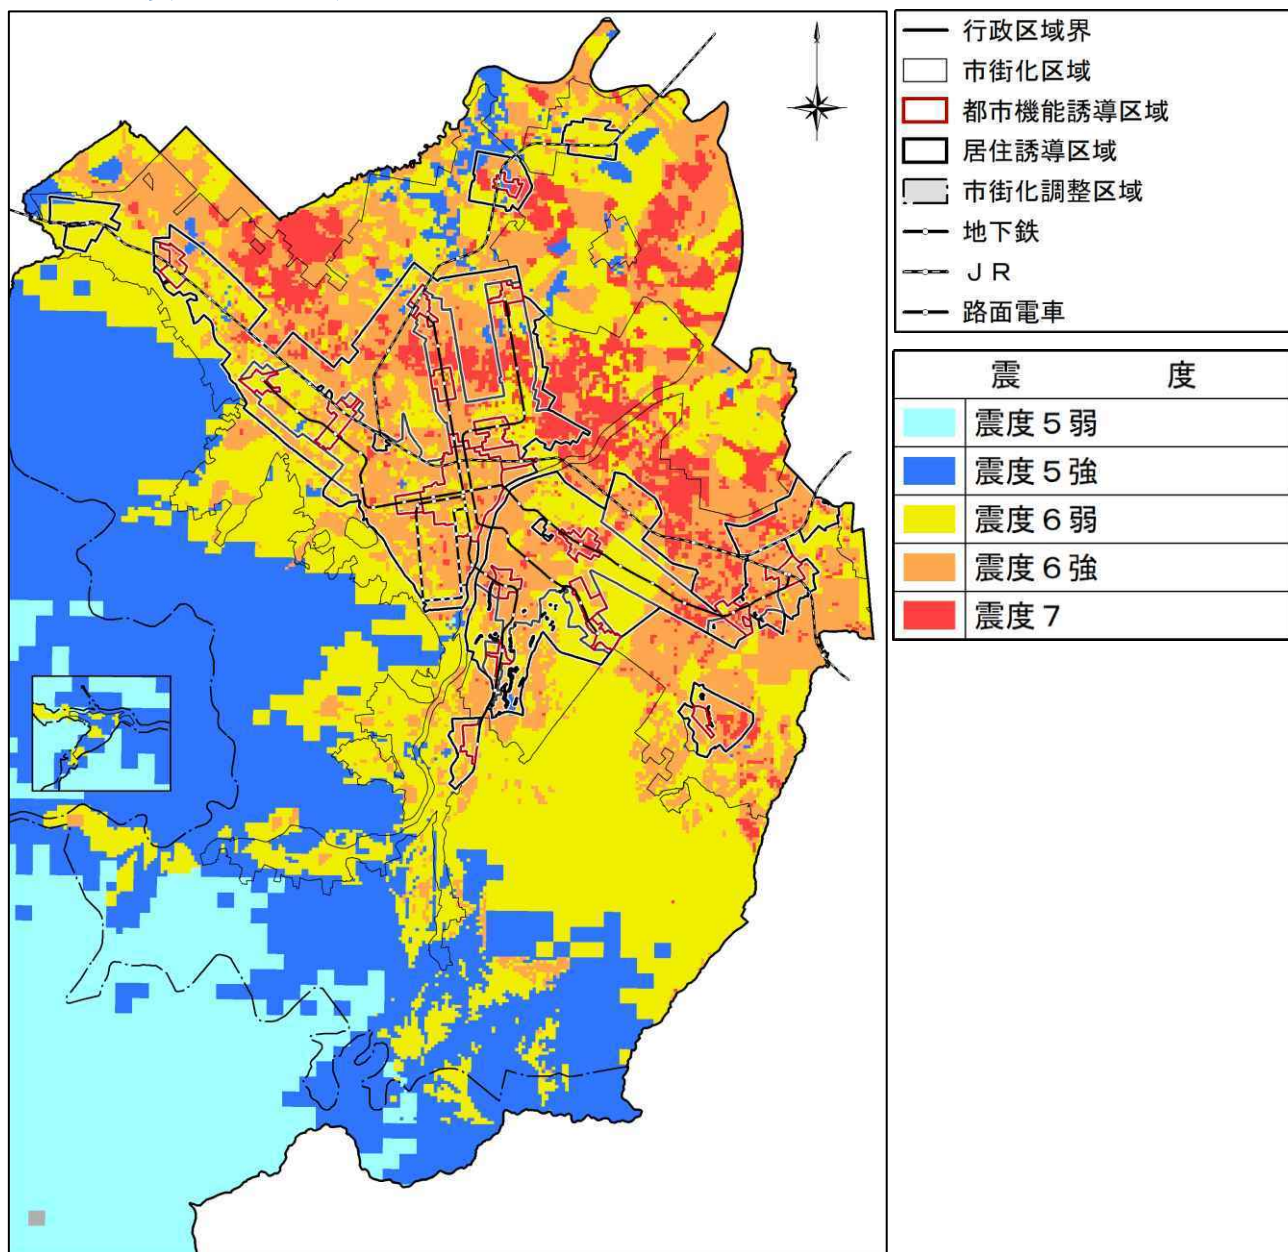 行政区域界
市街化区域
都市機能誘導区域
居住誘導区域
市街化調整区域
地下鉄
ＪＲ
路面電車
震　度
震度５弱
震度５強
震度６弱
震度６強
震度７